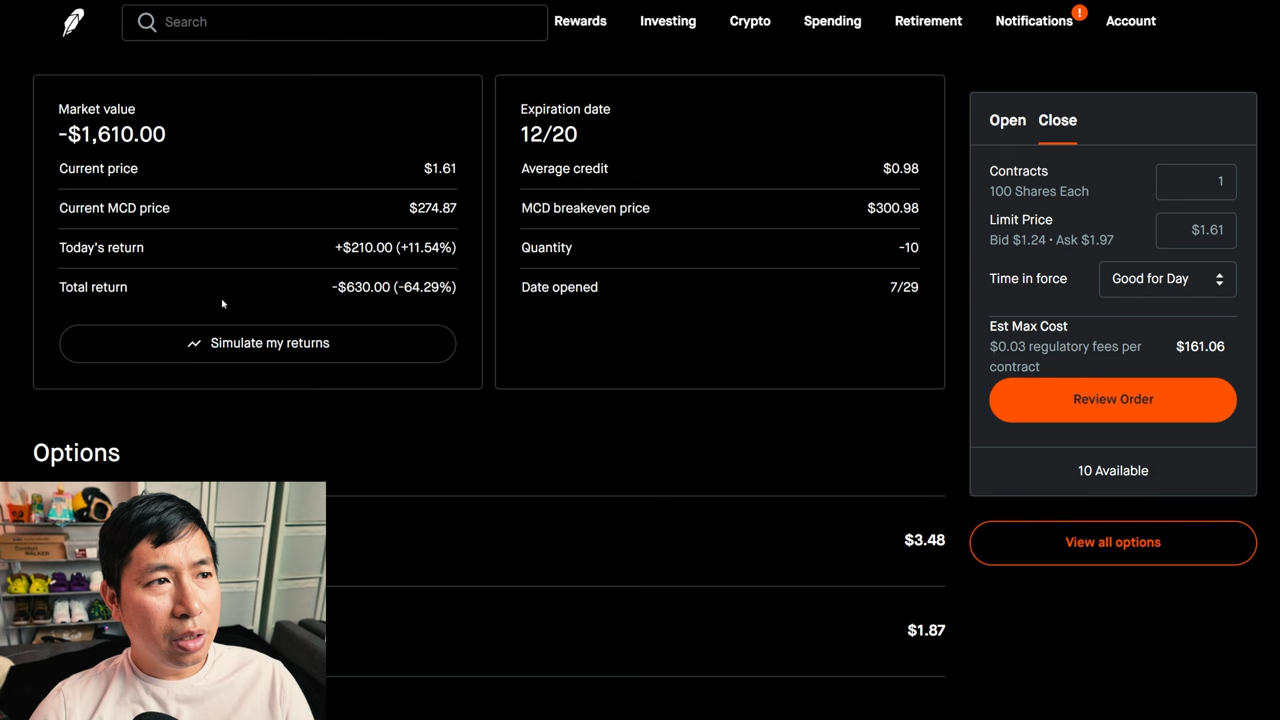 Search
Rewards
Investing
Crypto
Spending
Retirement
Notifications
!
Account
Market value
-$1,610.00
Current price
$1.61
Current MCD price
$274.87
Today's return
+$210.00 (+11.54%)
Total return
-$630.00 (-64.29%)
Simulate my returns
Expiration date
12/20
Average credit
$0.98
MCD breakeven price
$300.98
Quantity
-10
Date opened
7/29
Open
Close
Contracts
100 Shares Each
1
Limit Price
Bid $1.24 • Ask $1.97
$1.61
Time in force
Good for Day
Est Max Cost
$0.03 regulatory fees per
contract
$161.06
Review Order
10 Available
View all options
Options
$3.48
$1.87
WALKER